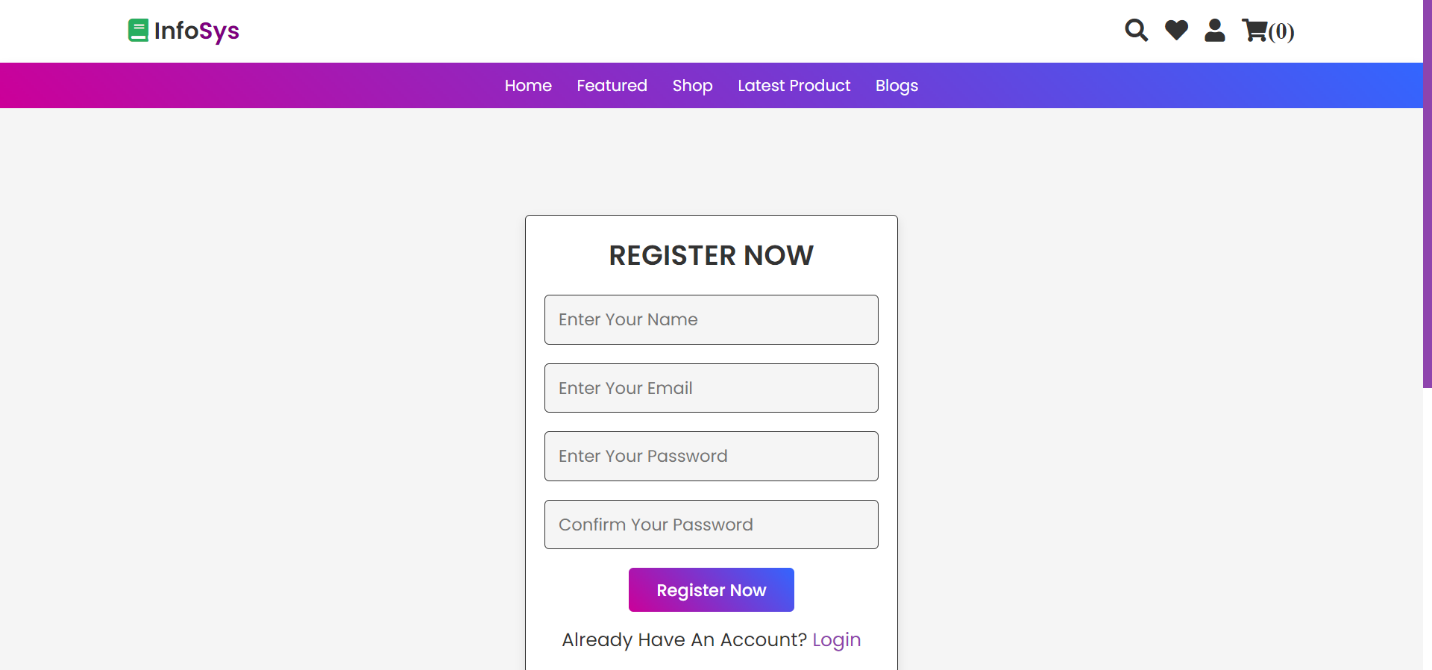 InfoSys
(0)
Home Featured Shop Latest Product Blogs
REGISTER NOW
Enter Your Name
Enter Your Email
Enter Your Password
Confirm Your Password
Register Now
Already Have An Account? Login